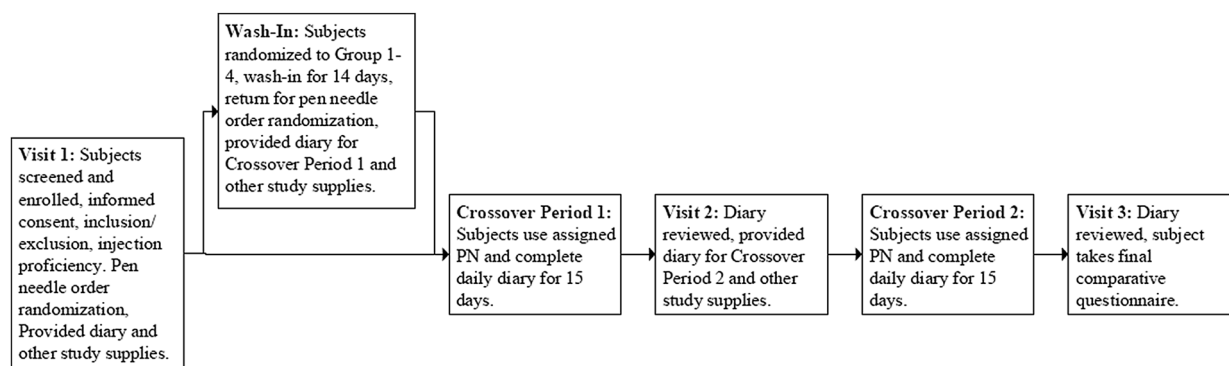 Visit 1: Subjects
screened and
enrolled, informed
consent, inclusion/
exclusion, injection
proficiency. Pen
needle order
randomization,
Provided diary and
other study supplies.
Wash-In: Subjects
randomized to Group 1-
4, wash-in for 14 days,
return for pen needle
order randomization,
provided diary for
Crossover Period 1 and
other study supplies.
Crossover Period 1:
Subjects use assigned
PN and complete
daily diary for 15
days.
Visit 2: Diary
reviewed, provided
diary for Crossover
Period 2 and other
study supplies.
Crossover Period 2:
Subjects use assigned
PN and complete
daily diary for 15
days.
Visit 3: Diary
reviewed, subject
takes final
comparative
questionnaire.